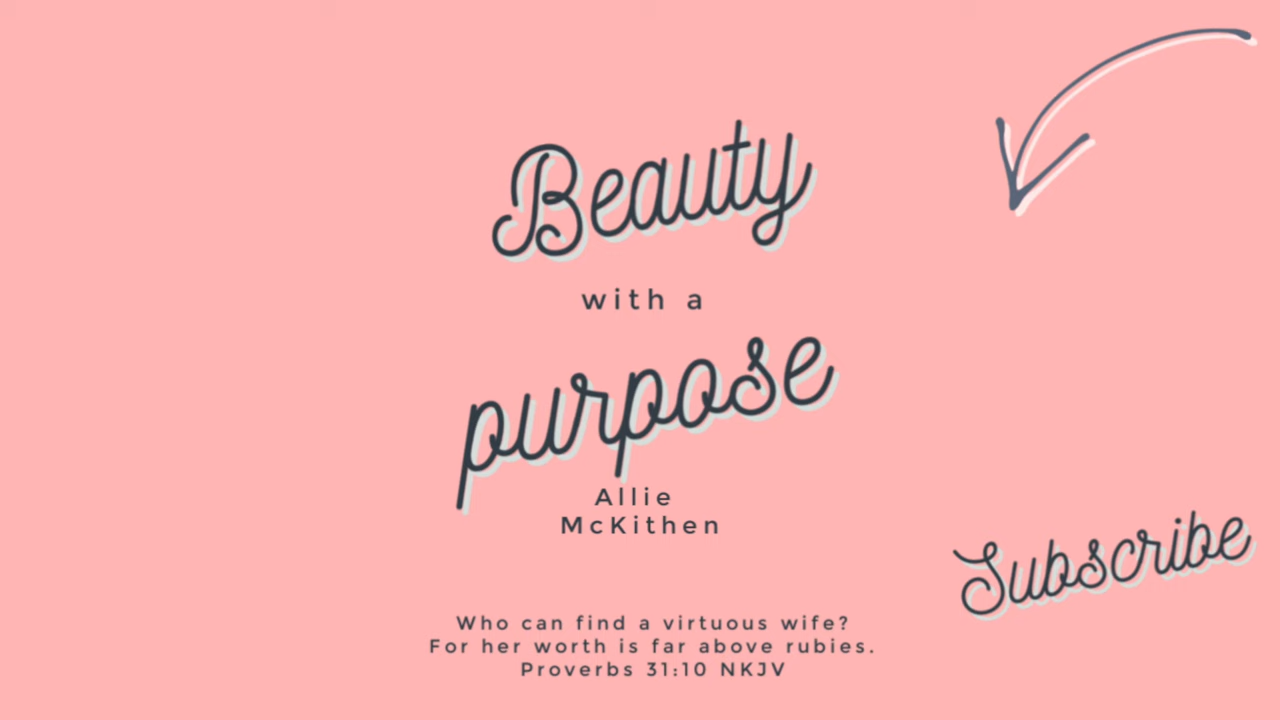 Beauty
with a
purpose
Allie
McKithen
Subscribe
Who can find a virtuous wife?
For her worth is far above rubies.
Proverbs 31:10 NKJV